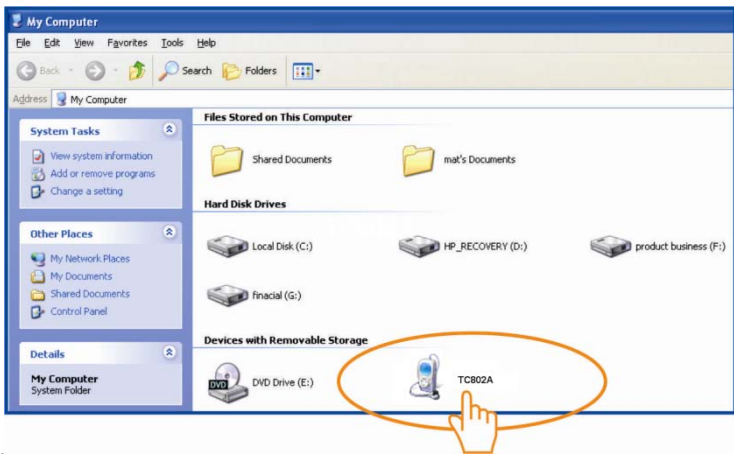 My Computer
File Edit View Favorites Tools Help
Back Search Folders
Address My Computer
System Tasks
View system information
Add or remove programs
Change a setting
Other Places
My Network Places
My Documents
Shared Documents
Control Panel
Details
My Computer
System Folder
Files Stored on This Computer
Shared Documents mat's Documents
Hard Disk Drives
Local Disk (C:) HP_RECOVERY (D:) product business (F:)
finacial (G:)
Devices with Removable Storage
DVD DVD Drive (E:) TC802A